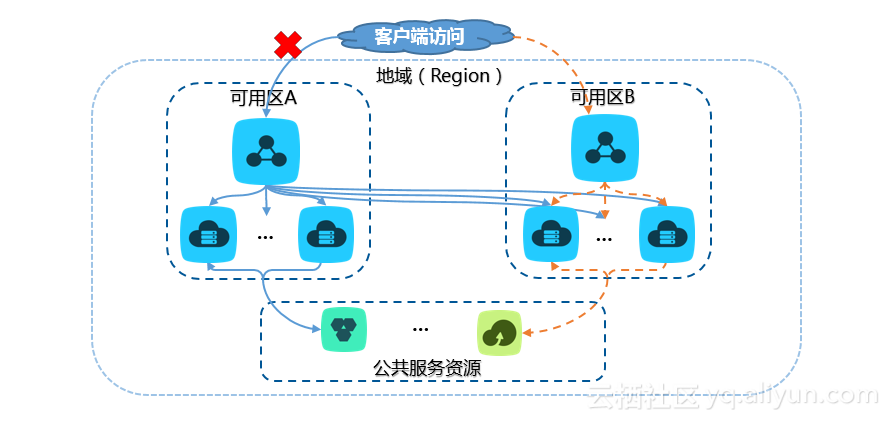 客户端访问
地域（Region）
可用区A
可用区B
...
...
...
公共服务资源
云栖社区 yq.aliyun.com